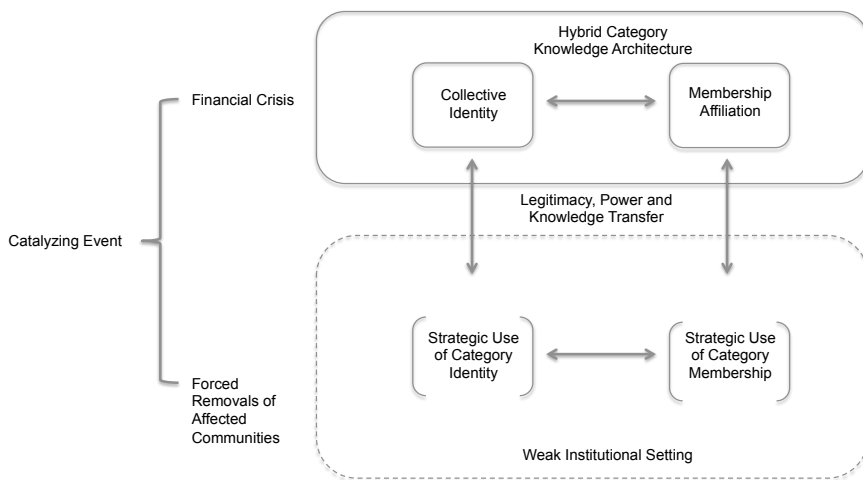 Hybrid Category
Knowledge Architecture
Financial Crisis
Collective
Identity
Membership
Affiliation
Legitimacy, Power and
Knowledge Transfer
Catalyzing Event
Strategic Use
of Category
Identity
Strategic Use
of Category
Membership
Forced
Removals of
Affected
Communities
Weak Institutional Setting